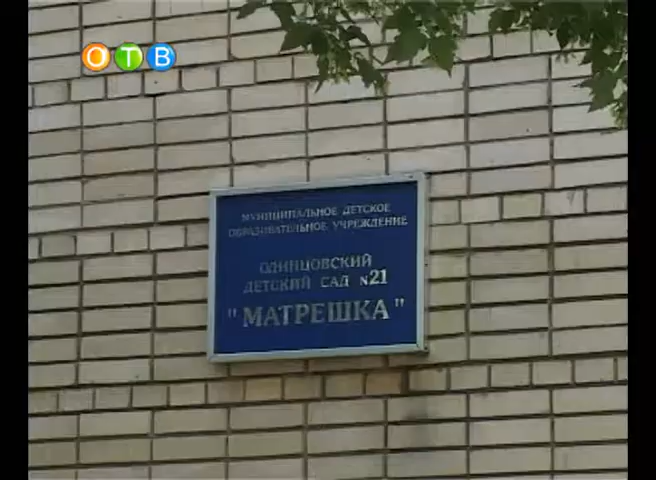 ОТВ
МУНИЦИПАЛЬНОЕ ДЕТСКОЕ
ОБРАЗОВАТЕЛЬНОЕ УЧРЕЖДЕНИЕ
ОДИНЦОВСКИЙ
ДЕТСКИЙ САД №21
"МАТРЕШКА"